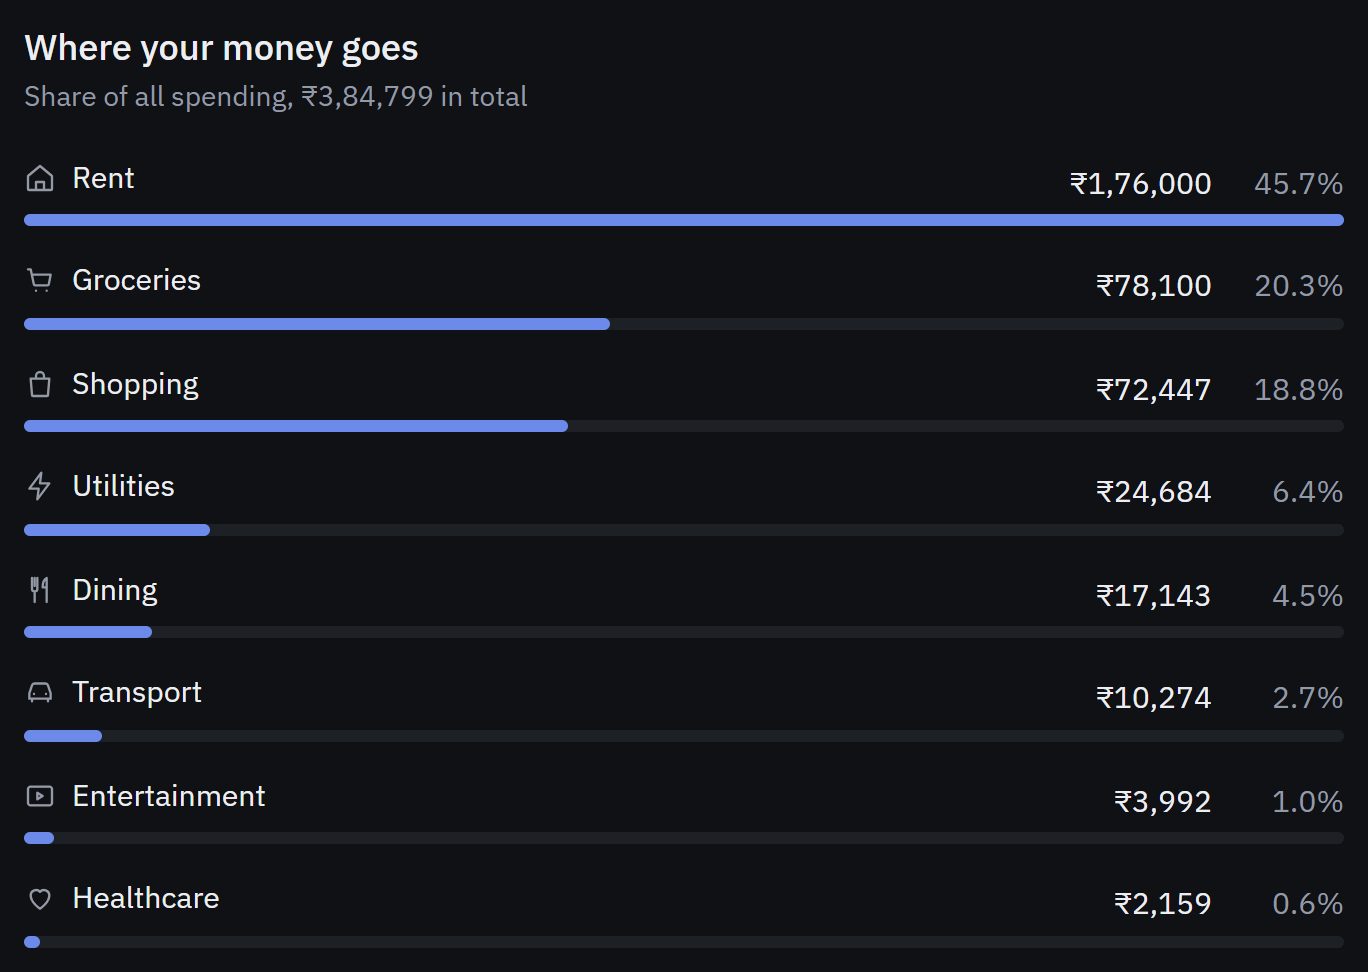 Where your money goes
Share of all spending, ₹3,84,799 in total
Rent ₹1,76,000 45.7%
Groceries ₹78,100 20.3%
Shopping ₹72,447 18.8%
Utilities ₹24,684 6.4%
Dining ₹17,143 4.5%
Transport ₹10,274 2.7%
Entertainment ₹3,992 1.0%
Healthcare ₹2,159 0.6%